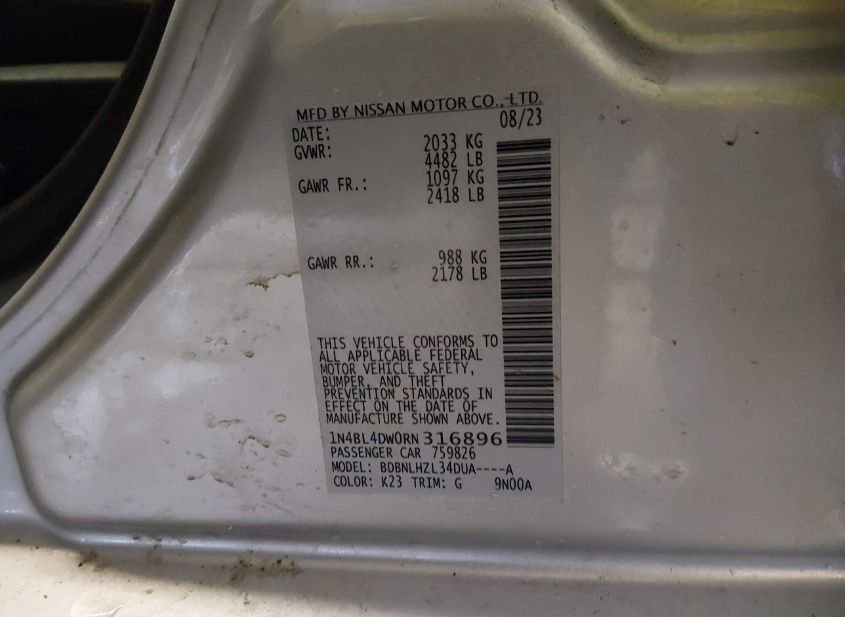 MFD BY NISSAN MOTOR CO., LTD.
DATE: 08/23
GVWR: 2033 KG
4482 LB
GAWR FR.: 1097 KG
2418 LB
GAWR RR.: 988 KG
2178 LB
THIS VEHICLE CONFORMS TO
ALL APPLICABLE FEDERAL
MOTOR VEHICLE SAFETY,
BUMPER, AND THEFT
PREVENTION STANDARDS IN
EFFECT ON THE DATE OF
MANUFACTURE SHOWN ABOVE.
1N4BL4DW0RN316896
PASSENGER CAR 759826
MODEL: BDBNLHZL34DUA----A
COLOR: K23 TRIM: G 9N00A